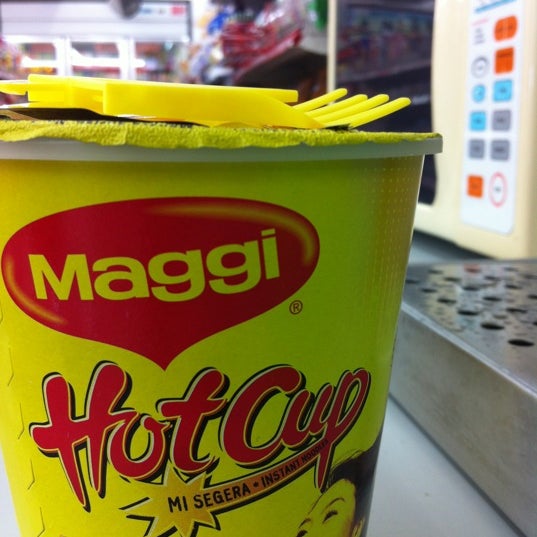 Maggi
®
Hot Cup
MI SEGERA • INSTANT NOODLES